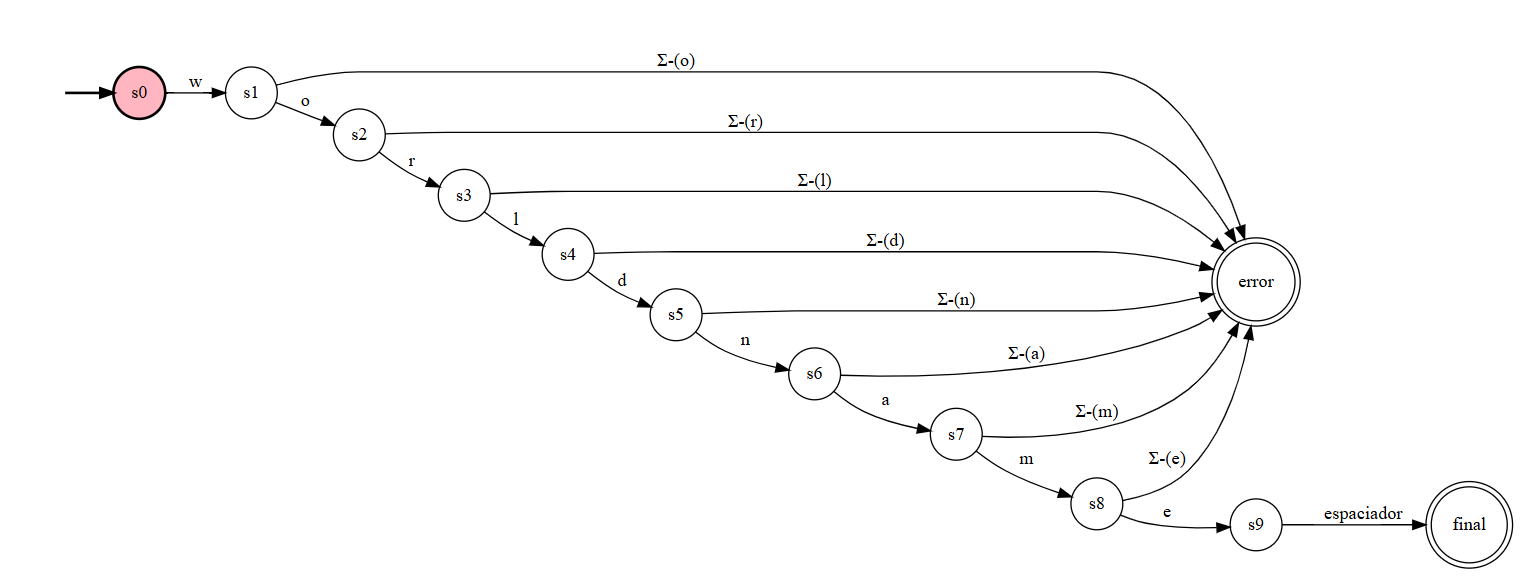 Σ-(o)
s0
w
s1
o
Σ-(r)
s2
r
Σ-(l)
s3
l
Σ-(d)
s4
d
error
Σ-(n)
s5
n
Σ-(a)
s6
a
Σ-(m)
s7
m
Σ-(e)
s8
e
s9
espaciador
final